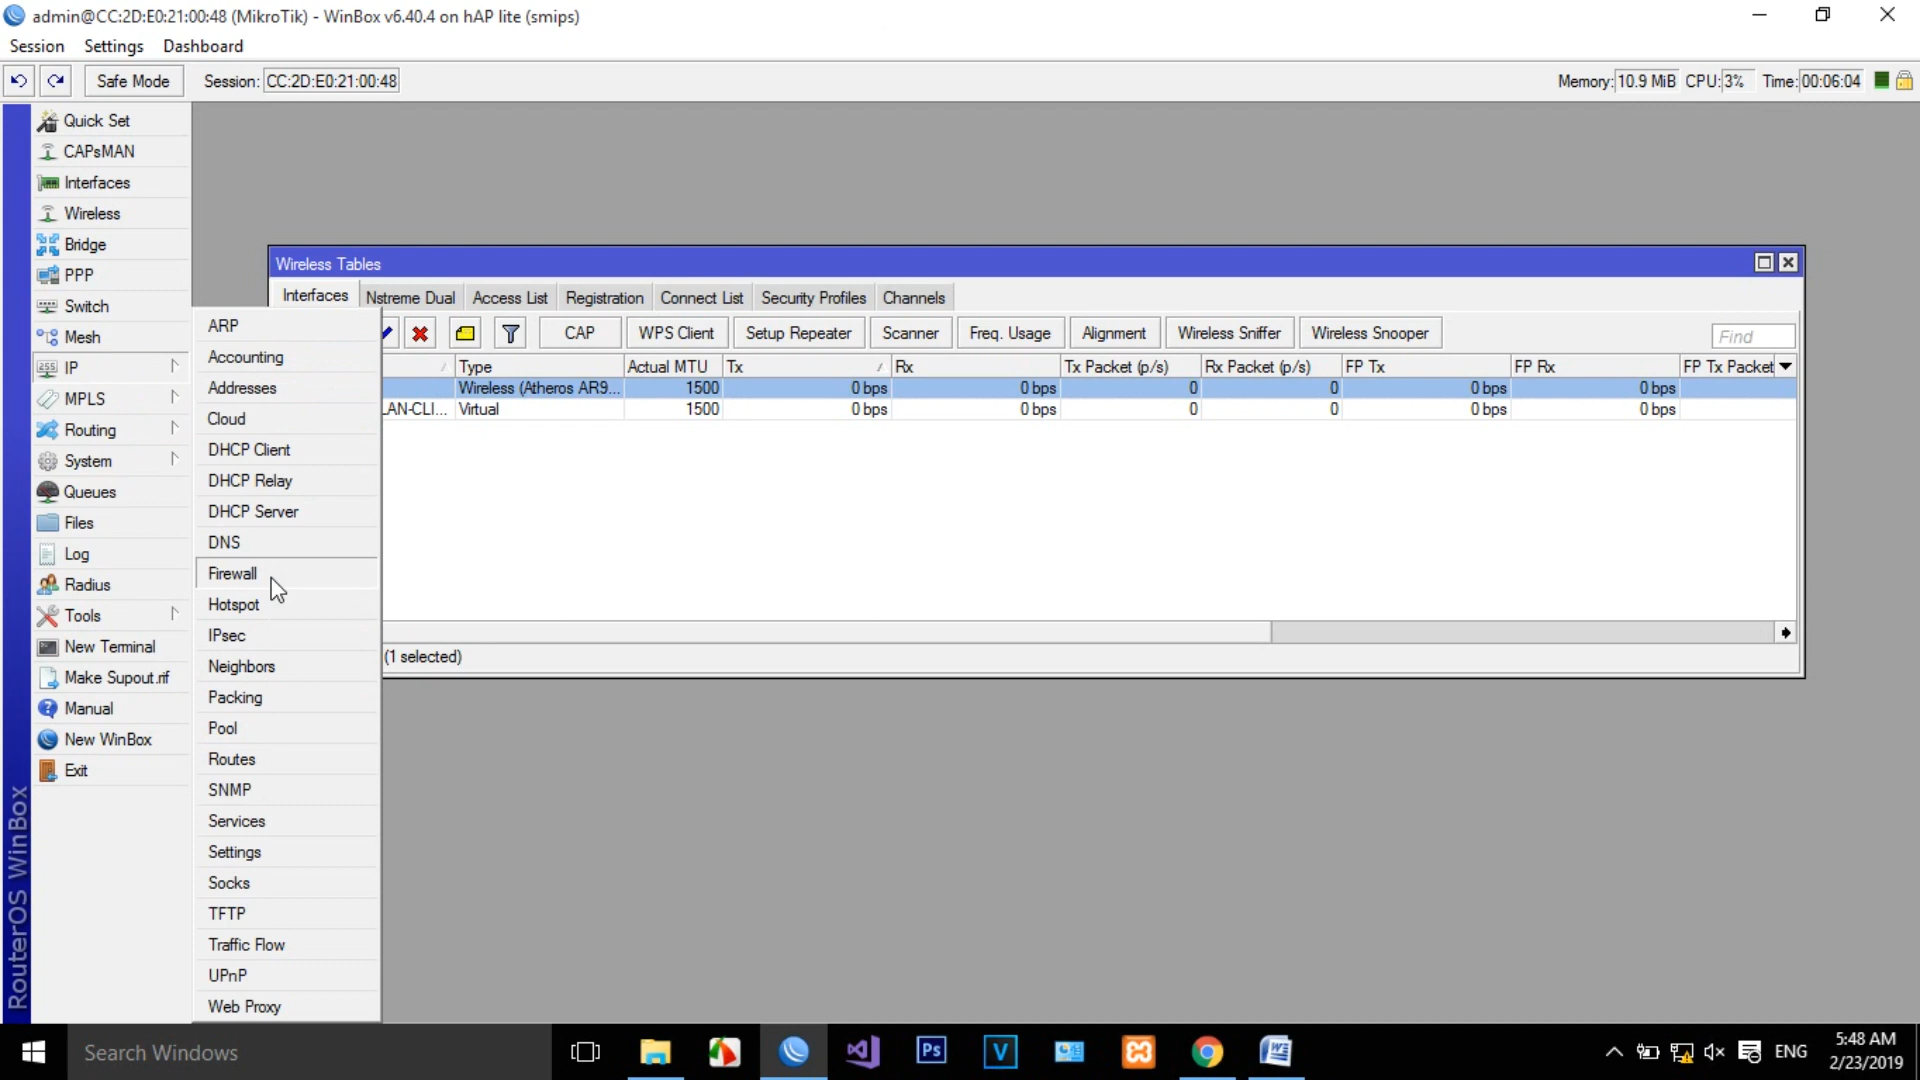 admin@CC:2D:E0:21:00:48 (MikroTik) - WinBox v6.40.4 on hAP lite (smips)
Session Settings Dashboard
Safe Mode Session: CC:2D:E0:21:00:48 Memory: 10.9 MiB CPU: 3% Time: 00:06:04
Quick Set
CAPsMAN
Interfaces
Wireless
Bridge
PPP
Switch
Mesh
IP
MPLS
Routing
System
Queues
Files
Log
Radius
Tools
New Terminal
Make Supout.rif
Manual
New WinBox
Exit
RouterOS WinBox
ARP
Accounting
Addresses
Cloud
DHCP Client
DHCP Relay
DHCP Server
DNS
Firewall
Hotspot
IPsec
Neighbors
Packing
Pool
Routes
SNMP
Services
Settings
Socks
TFTP
Traffic Flow
UPnP
Web Proxy
Wireless Tables
Interfaces Nstreme Dual Access List Registration Connect List Security Profiles Channels
CAP WPS Client Setup Repeater Scanner Freq. Usage Alignment Wireless Sniffer Wireless Snooper Find
Type Actual MTU Tx Rx Tx Packet (p/s) Rx Packet (p/s) FP Tx FP Rx FP Tx Packet
Wireless (Atheros AR9... 1500 0 bps 0 bps 0 0 0 bps 0 bps
LAN-CLI... Virtual 1500 0 bps 0 bps 0 0 0 bps 0 bps
(1 selected)
Search Windows
Ps
V
ENG
5:48 AM
2/23/2019